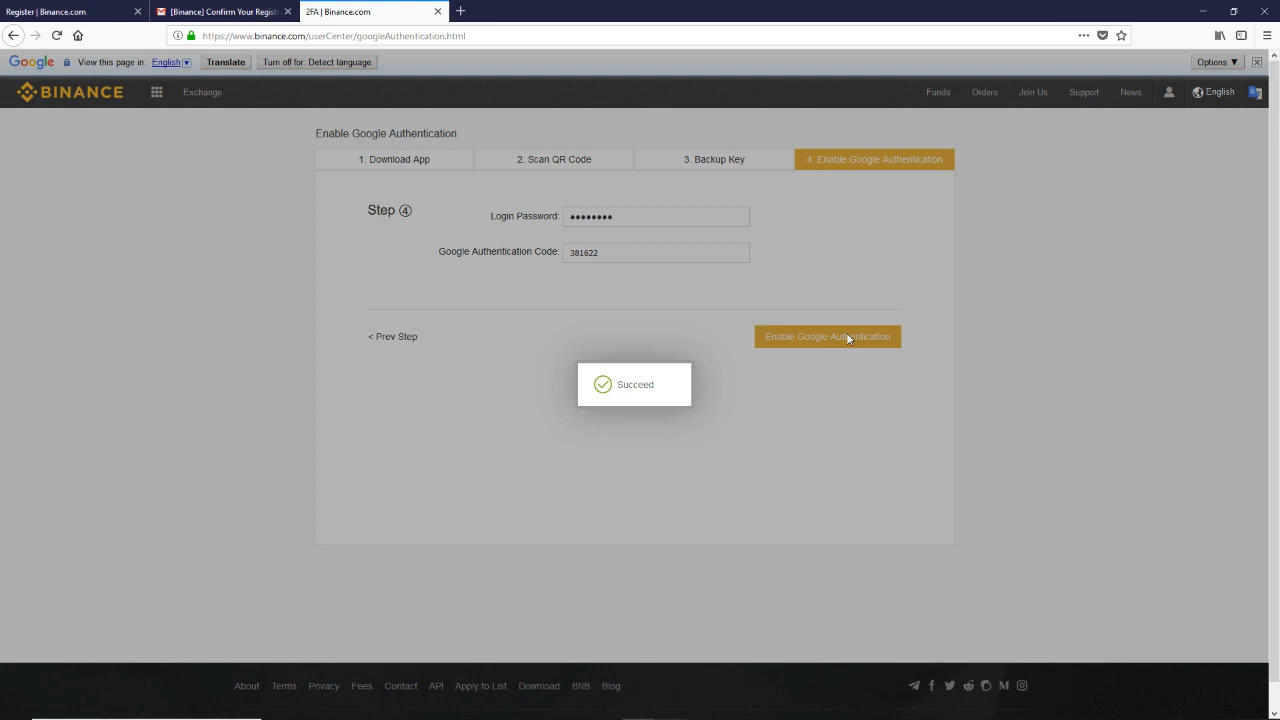 Register | Binance.com
[Binance] Confirm Your Registr
2FA | Binance.com
https://www.binance.com/userCenter/googleAuthentication.html
Google View this page in: English Translate Turn off for: Detect language Options ▼
BINANCE Exchange Funds Orders Join Us Support News English
Enable Google Authentication
1. Download App 2. Scan QR Code 3. Backup Key 4. Enable Google Authentication
Step ④
Login Password: ●●●●●●●●
Google Authentication Code: 381622
< Prev Step Enable Google Authentication
Succeed
About Terms Privacy Fees Contact API Apply to List Download BNB Blog